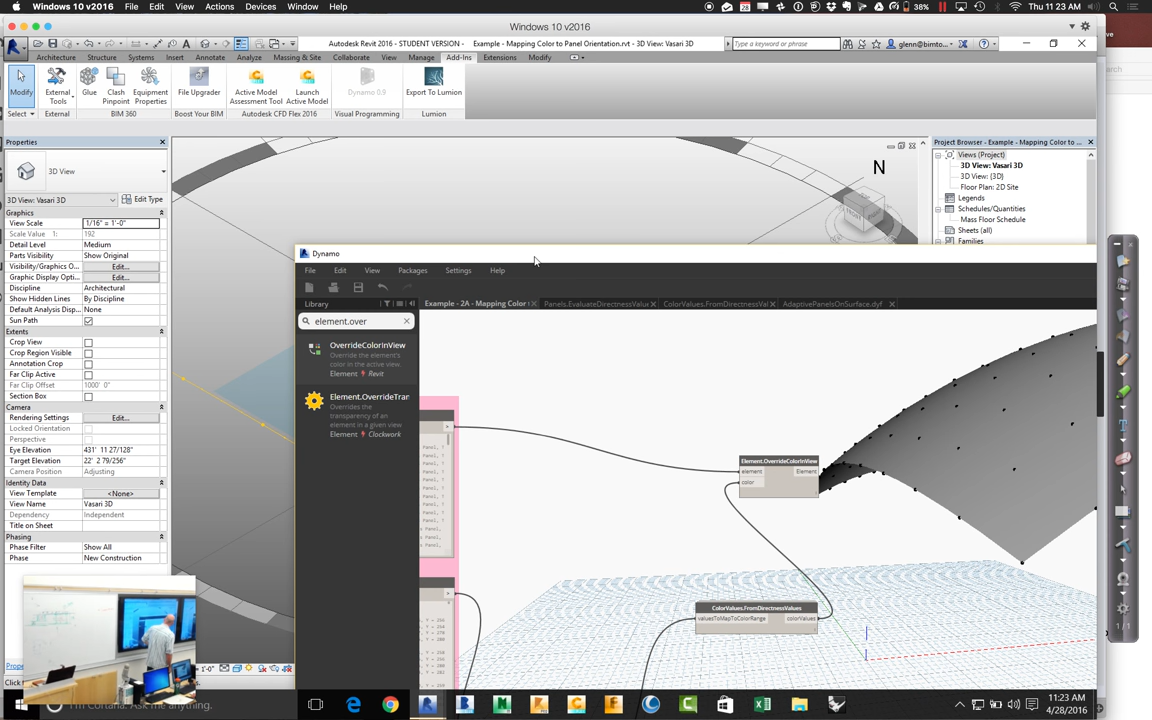 Windows 10 v2016 File Edit View Actions Devices Window Help 38% Thu 11:23 AM
Windows 10 v2016
Autodesk Revit 2016 - STUDENT VERSION - Example - Mapping Color to Panel Orientation.rvt - 3D View: Vasari 3D Type a keyword or phrase glenn@bimto...
Architecture Structure Systems Insert Annotate Analyze Massing & Site Collaborate View Manage Add-Ins Extensions Modify
Modify External Tools Glue Clash Pinpoint Equipment Properties File Upgrader Active Model Assessment Tool Launch Active Model Dynamo 0.9 Export To Lumion
Select External BIM 360 Boost Your BIM Autodesk CFD Flex 2016 Visual Programming Lumion
Properties
3D View
3D View: Vasari 3D Edit Type
Graphics
View Scale 1/16" = 1'-0"
Scale Value 1: 192
Detail Level Medium
Parts Visibility Show Original
Visibility/Graphics O... Edit...
Graphic Display Opti... Edit...
Discipline Architectural
Show Hidden Lines By Discipline
Default Analysis Disp... None
Sun Path
Extents
Crop View
Crop Region Visible
Annotation Crop
Far Clip Active
Far Clip Offset 1000' 0"
Section Box
Camera
Rendering Settings Edit...
Locked Orientation
Perspective
Eye Elevation 431' 11 27/128"
Target Elevation 22' 2 79/256"
Camera Position Adjusting
Identity Data
View Template <None>
View Name Vasari 3D
Dependency Independent
Title on Sheet
Phasing
Phase Filter Show All
Phase New Construction
N
Project Browser - Example - Mapping Color to ...
Views (Project)
3D View: Vasari 3D
3D View: {3D}
Floor Plan: 2D Site
Legends
Schedules/Quantities
Mass Floor Schedule
Sheets (all)
Families
Dynamo
File Edit View Packages Settings Help
Library
Example - 2A - Mapping Color Panels.EvaluateDirectnessValue ColorValues.FromDirectnessVal AdaptivePanelsOnSurface.dyf
element.over
OverrideColorInView
Override the element's
color in the active view.
Element Revit
Element.OverrideTran
Overrides the
transparency of an
element in a given view
Element Clockwork
Element.OverrideColorInView
element Element
color
ColorValues.FromDirectnessValues
valuesToMapToColorRange colorValues
1/1
11:23 AM
4/28/2016